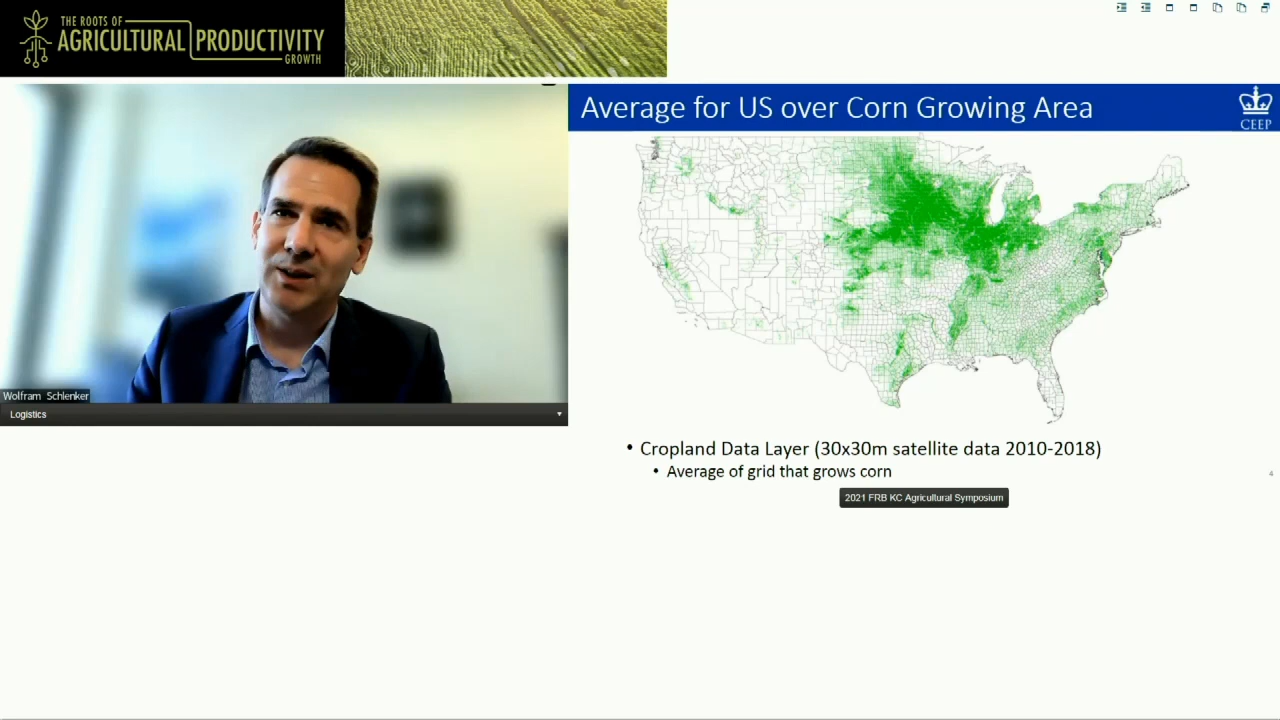 THE ROOTS OF
AGRICULTURAL PRODUCTIVITY
GROWTH
Average for US over Corn Growing Area
CEEP
Wolfram Schlenker
Logistics
• Cropland Data Layer (30x30m satellite data 2010-2018)
• Average of grid that grows corn
4
2021 FRB KC Agricultural Symposium